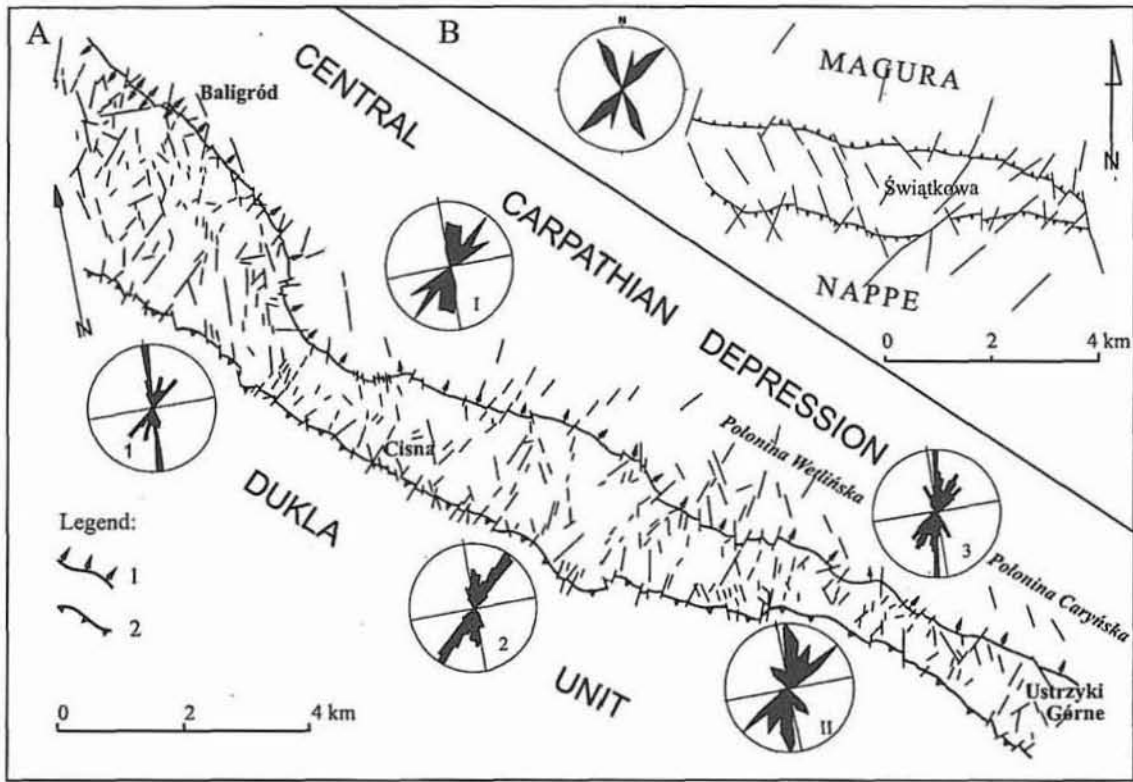 A
B
N
MAGURA
Baligród
CENTRAL
N
Świątkowa
CARPATHIAN
NAPPE
I
N
0 2 4 km
DEPRESSION
1
Połonina Wetlińska
Cisna
DUKLA
3
Legend:
1
Połonina Caryńska
2
2
UNIT
II
Ustrzyki
Górne
0 2 4 km